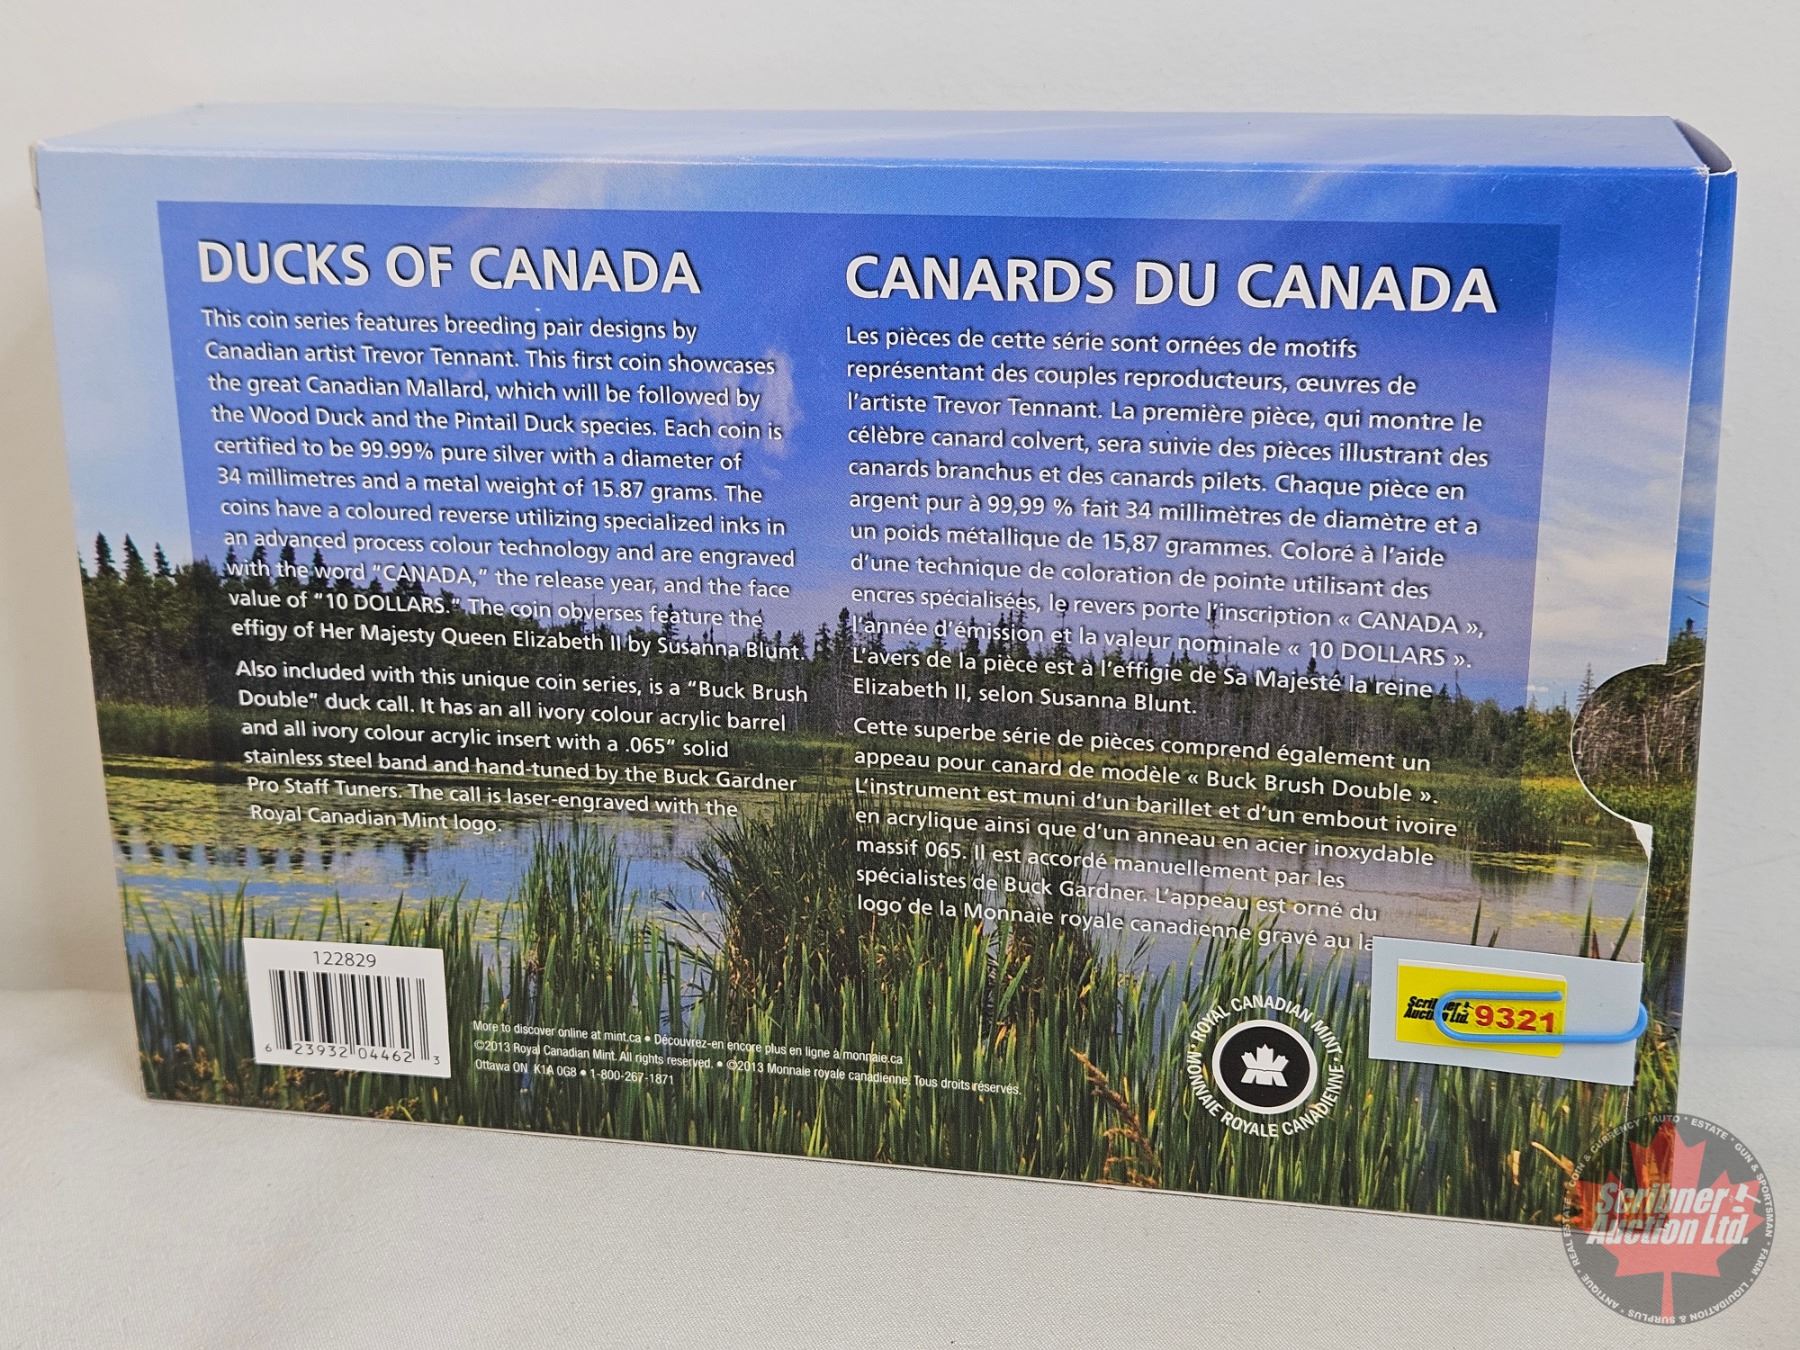 DUCKS OF CANADA
This coin series features breeding pair designs by
Canadian artist Trevor Tennant. This first coin showcases
the great Canadian Mallard, which will be followed by
the Wood Duck and the Pintail Duck species. Each coin is
certified to be 99.99% pure silver with a diameter of
34 millimetres and a metal weight of 15.87 grams. The
coins have a coloured reverse utilizing specialized inks in
an advanced process colour technology and are engraved
with the word “CANADA,” the release year, and the face
value of “10 DOLLARS.” The coin obverses feature the
effigy of Her Majesty Queen Elizabeth II by Susanna Blunt.
Also included with this unique coin series, is a “Buck Brush
Double” duck call. It has an all ivory colour acrylic barrel
and all ivory colour acrylic insert with a .065” solid
stainless steel band and hand-tuned by the Buck Gardner
Pro Staff Tuners. The call is laser-engraved with the
Royal Canadian Mint logo.
CANARDS DU CANADA
Les pièces de cette série sont ornées de motifs
représentant des couples reproducteurs, œuvres de
l’artiste Trevor Tennant. La première pièce, qui montre le
célèbre canard colvert, sera suivie des pièces illustrant des
canards branchus et des canards pilets. Chaque pièce en
argent pur à 99,99 % fait 34 millimètres de diamètre et a
un poids métallique de 15,87 grammes. Coloré à l’aide
d’une technique de coloration de pointe utilisant des
encres spécialisées, le revers porte l’inscription « CANADA »,
l’année d’émission et la valeur nominale « 10 DOLLARS ».
L’avers de la pièce est à l’effigie de Sa Majesté la reine
Elizabeth II, selon Susanna Blunt.
Cette superbe série de pièces comprend également un
appeau pour canard de modèle « Buck Brush Double ».
L’instrument est muni d’un barillet et d’un embout ivoire
en acrylique ainsi que d’un anneau en acier inoxydable
massif 065. Il est accordé manuellement par les
spécialistes de Buck Gardner. L’appeau est orné du
logo de la Monnaie royale canadienne gravé au la
122829
6 23932 04462 3
More to discover online at mint.ca • Découvrez-en encore plus en ligne à monnaie.ca
©2013 Royal Canadian Mint. All rights reserved. • ©2013 Monnaie royale canadienne. Tous droits réservés.
Ottawa ON K1A 0G8 • 1-800-267-1871
• ROYAL CANADIAN MINT •
MONNAIE ROYALE CANADIENNE
Scribner
Auction Ltd.
9321
Scribner
Auction Ltd.
REAL ESTATE • COIN & CURRENCY • AUTO • ESTATE • GUN & SPORTSMAN • FARM • LIQUIDATION & SURPLUS • ANTIQUE •